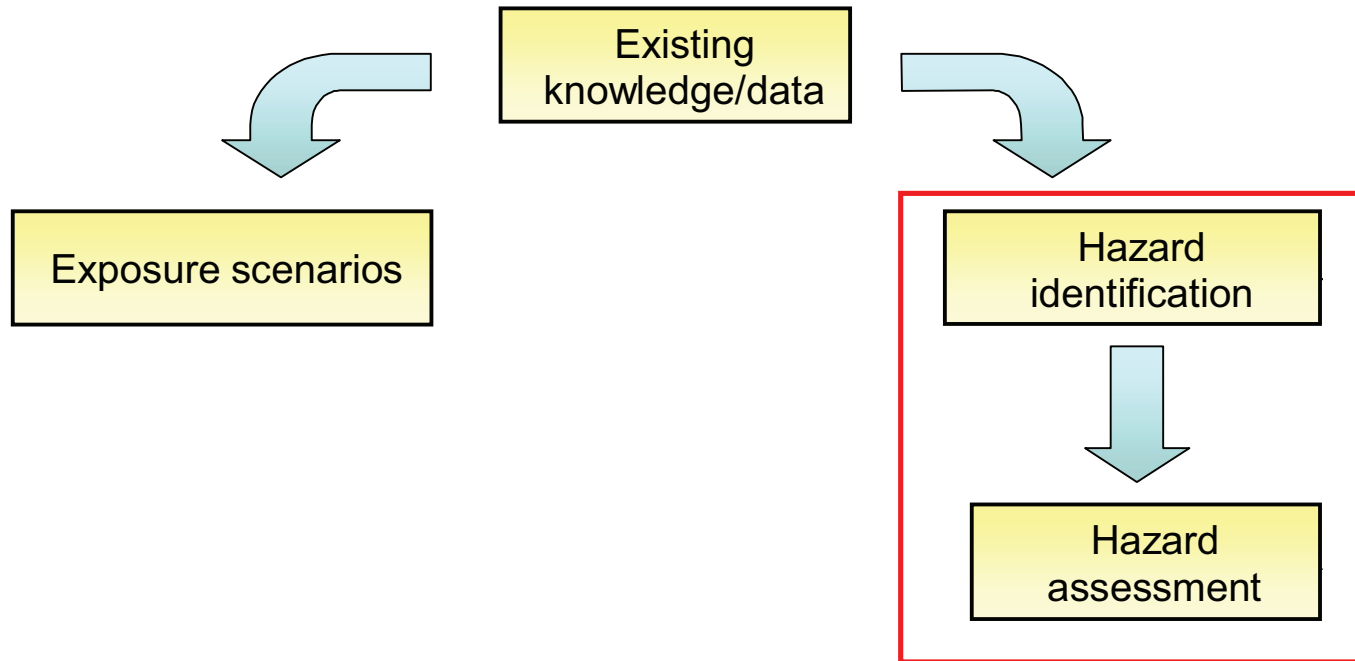 Existing
knowledge/data
Exposure scenarios
Hazard
identification
Hazard
assessment